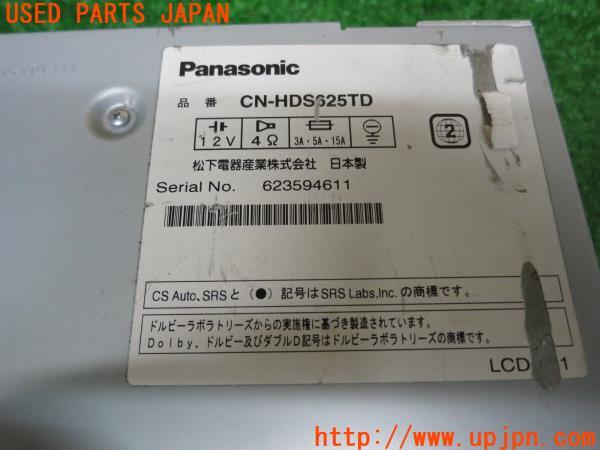 USED PARTS JAPAN
Panasonic
品番 CN-HDS625TD
12V 4Ω 3A・5A・15A 2
松下電器産業株式会社 日本製
Serial No. 623594611
CS Auto、SRSと(●)記号はSRS Labs,Inc.の商標です。
ドルビーラボラトリーズからの実施権に基づき製造されています。
Dolby、ドルビー及びダブルD記号はドルビーラボラトリーズの商標です。
LCD 1
http://www.upjpn.com